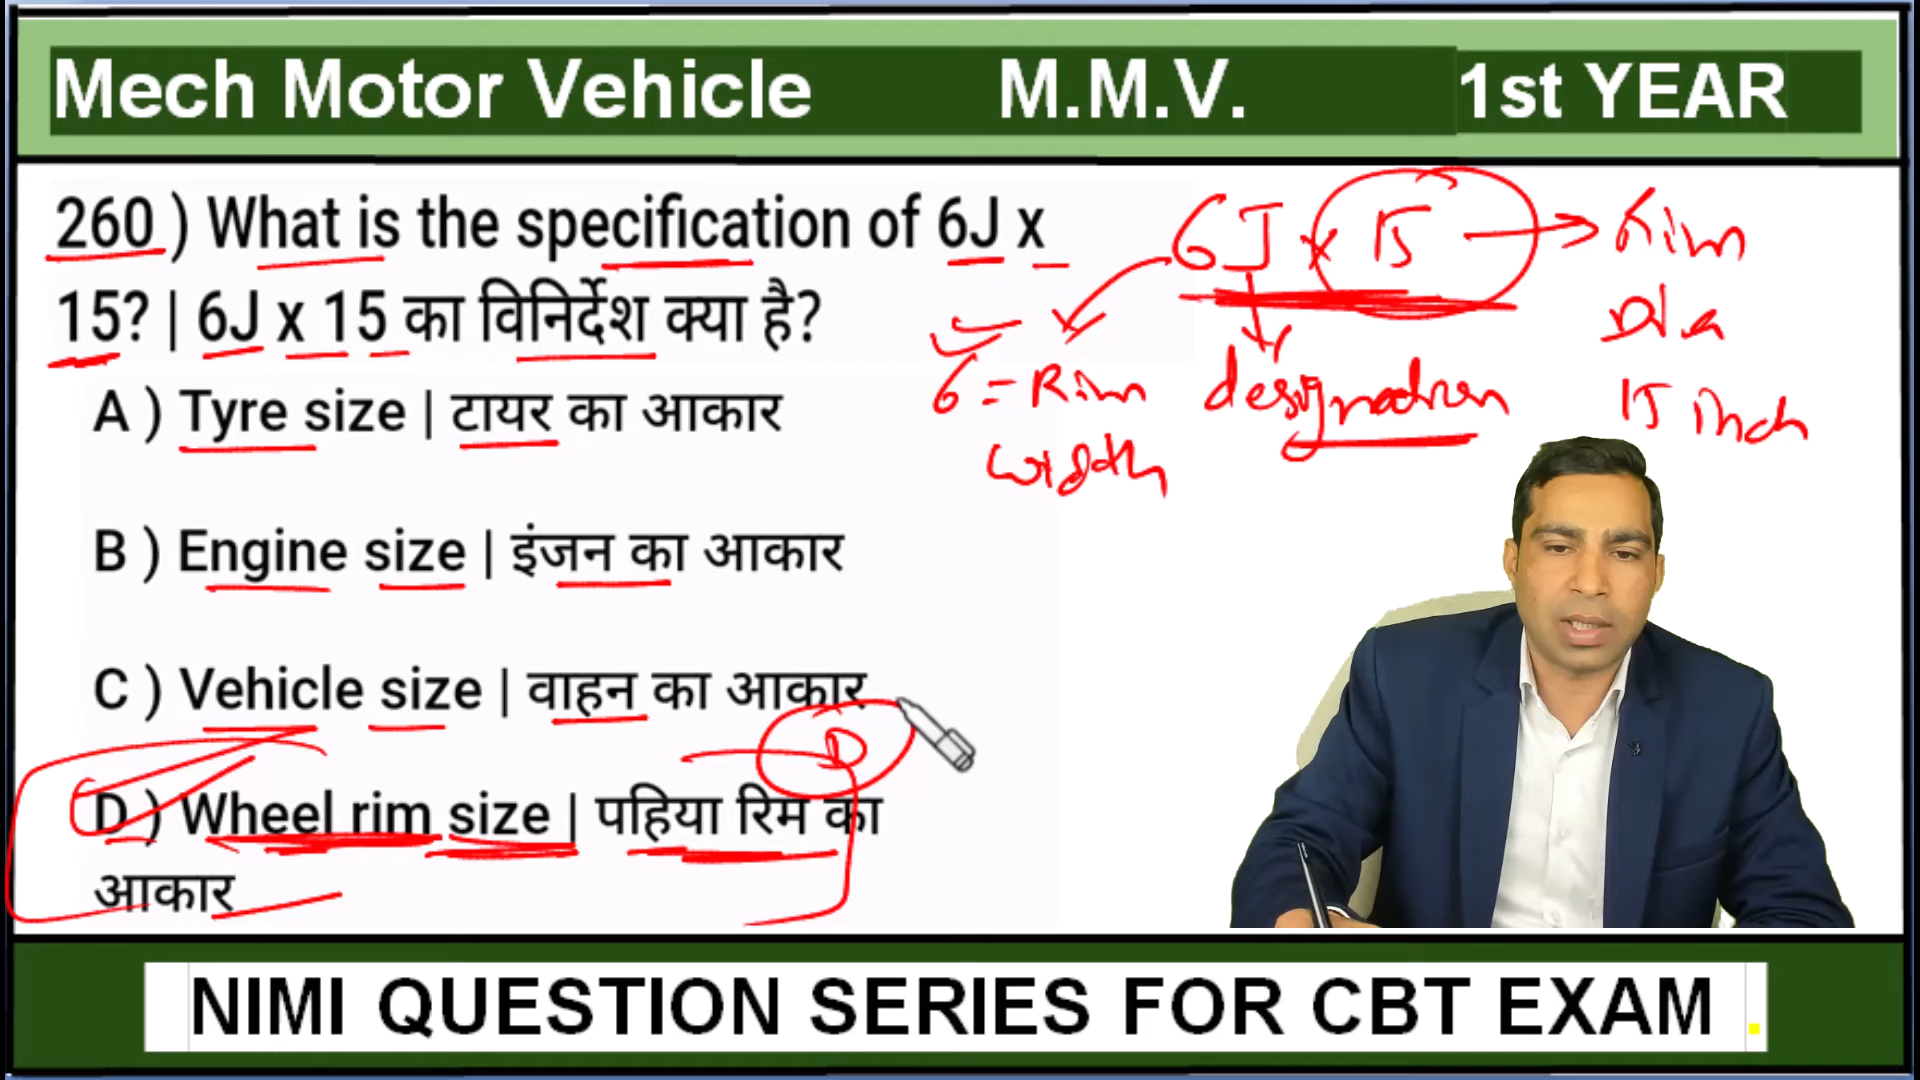 Mech Motor Vehicle M.M.V. 1st YEAR
260 ) What is the specification of 6J x
15? | 6J x 15 का विनिर्देश क्या है?
A ) Tyre size | टायर का आकार
B ) Engine size | इंजन का आकार
C ) Vehicle size | वाहन का आकार
D ) Wheel rim size | पहिया रिम का
आकार
D
6J x 15
Rim
Dia
15 inch
6 = Rim
width
designation
NIMI QUESTION SERIES FOR CBT EXAM .